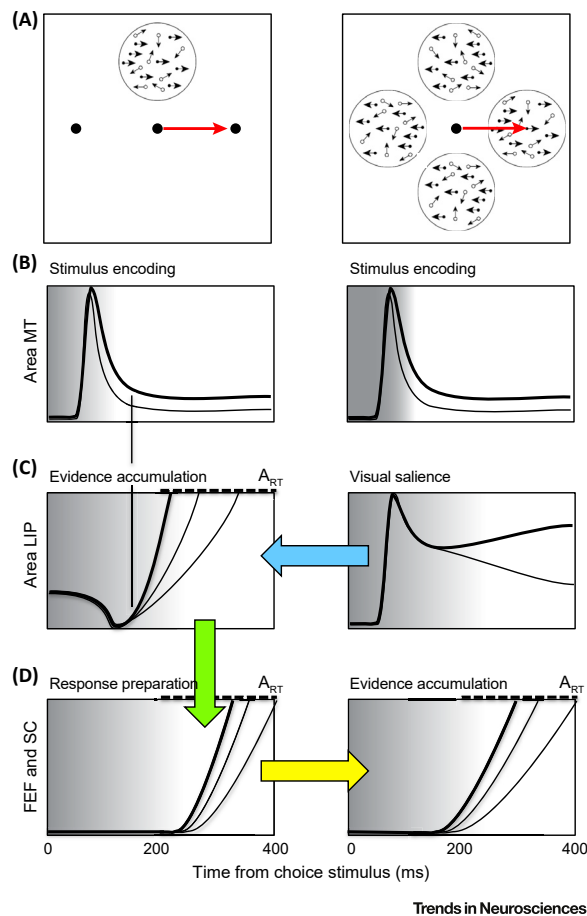 (A)
(B)
Stimulus encoding
Stimulus encoding
Area MT
(C)
Evidence accumulation
A_RT
Visual salience
Area LIP
(D)
Response preparation
A_RT
Evidence accumulation
A_RT
FEF and SC
0 200 400 0 200 400
Time from choice stimulus (ms)
Trends in Neurosciences